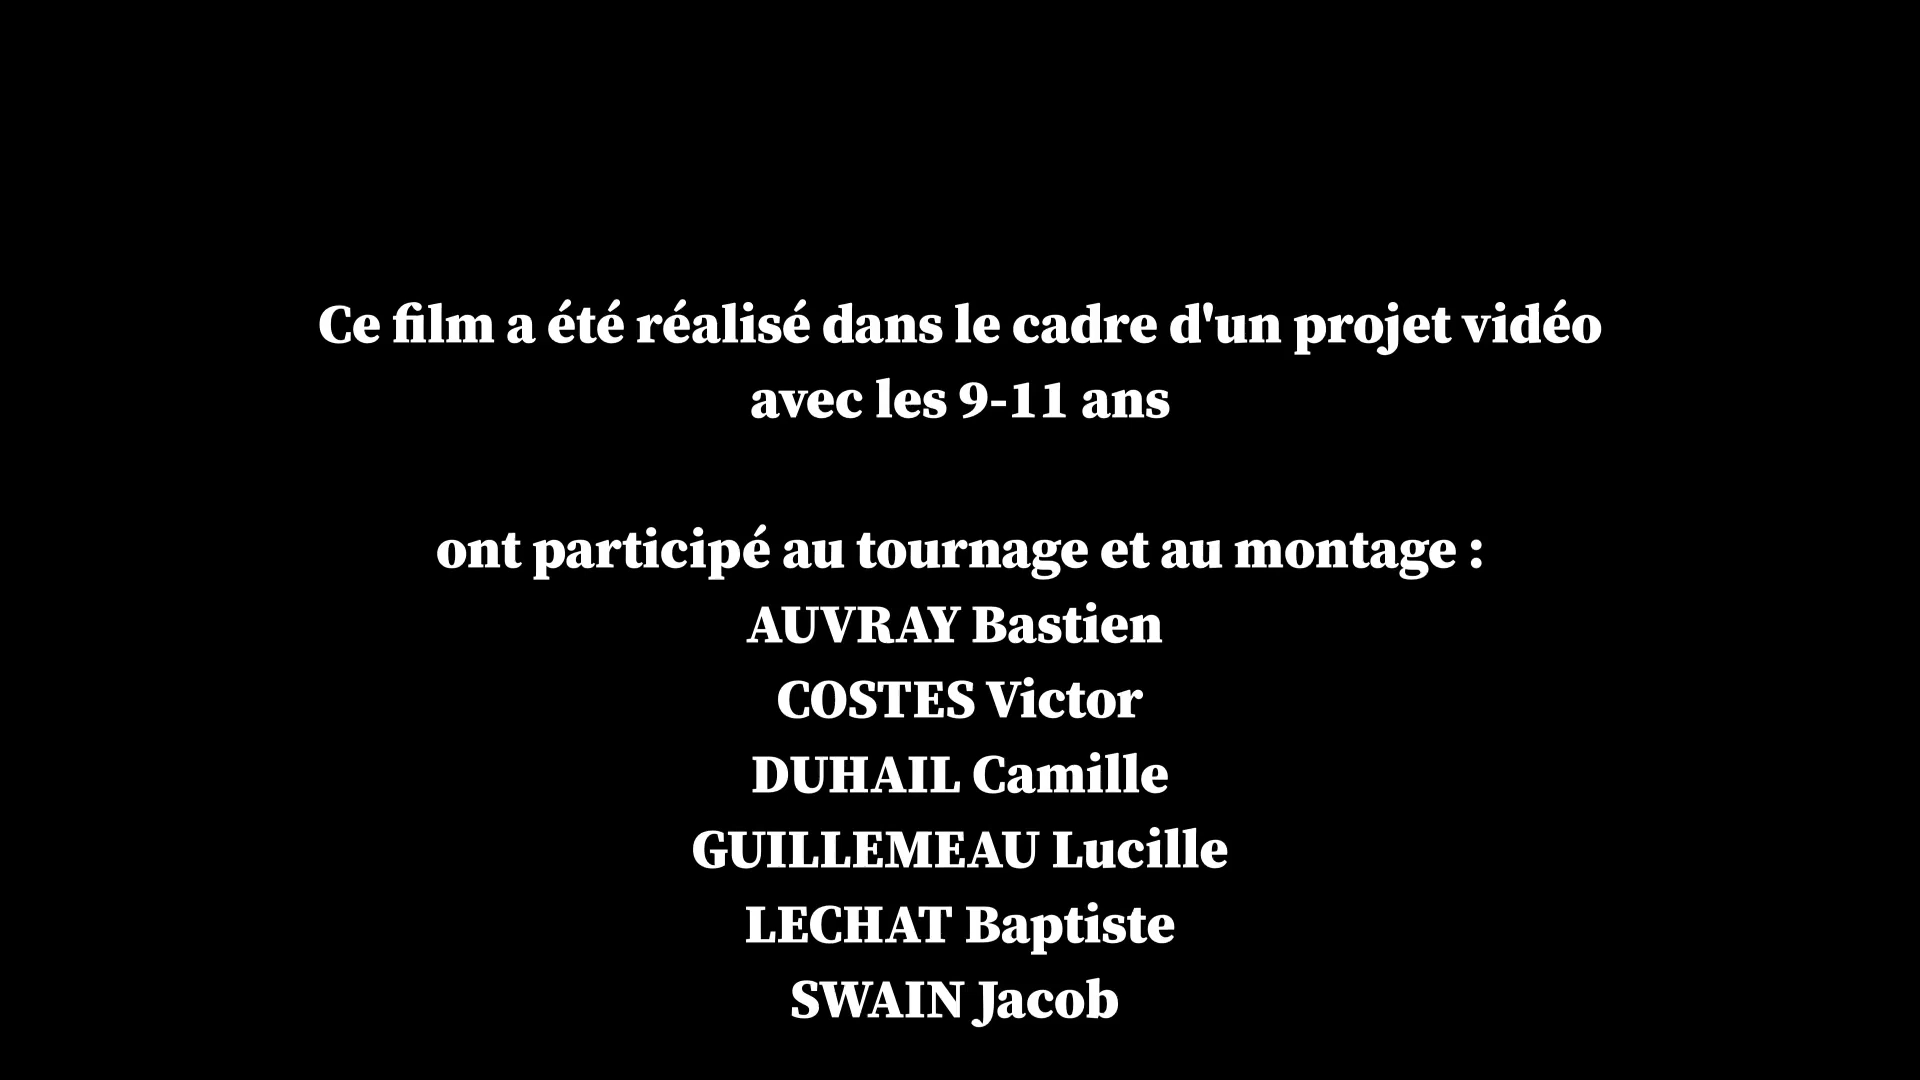 Ce film a été réalisé dans le cadre d'un projet vidéo
avec les 9-11 ans
ont participé au tournage et au montage :
AUVRAY Bastien
COSTES Victor
DUHAIL Camille
GUILLEMEAU Lucille
LECHAT Baptiste
SWAIN Jacob